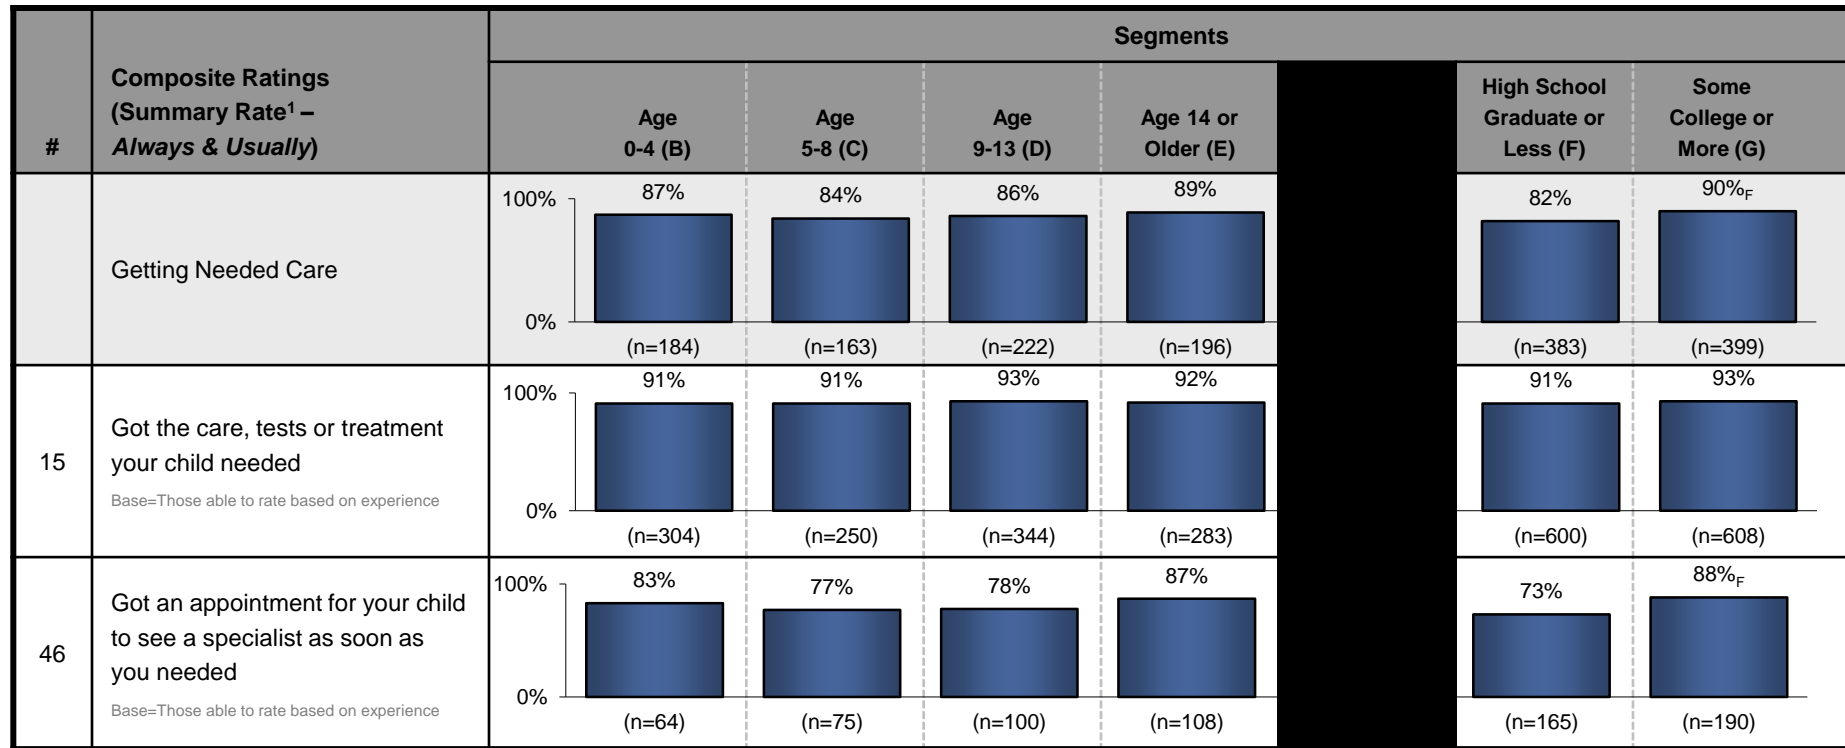 Segments
#
Composite Ratings
(Summary Rate¹ –
Always & Usually)
Age
0-4 (B)
Age
5-8 (C)
Age
9-13 (D)
Age 14 or
Older (E)
High School
Graduate or
Less (F)
Some
College or
More (G)
Getting Needed Care
100%
0%
87% 84% 86% 89% 82% 90%F
(n=184) (n=163) (n=222) (n=196) (n=383) (n=399)
15
Got the care, tests or treatment
your child needed
Base=Those able to rate based on experience
100%
0%
91% 91% 93% 92% 91% 93%
(n=304) (n=250) (n=344) (n=283) (n=600) (n=608)
46
Got an appointment for your child
to see a specialist as soon as
you needed
Base=Those able to rate based on experience
100%
0%
83% 77% 78% 87% 73% 88%F
(n=64) (n=75) (n=100) (n=108) (n=165) (n=190)